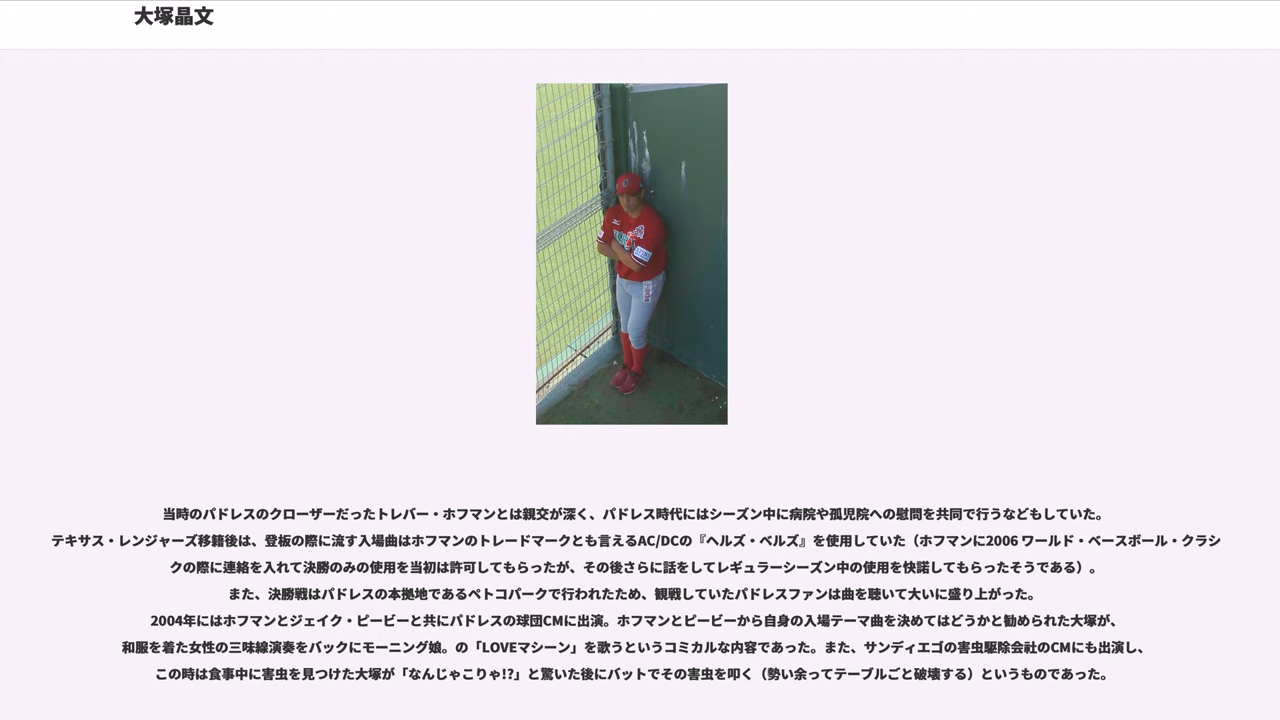 大塚晶文
当時のパドレスのクローザーだったトレバー・ホフマンとは親交が深く、パドレス時代にはシーズン中に病院や孤児院への慰問を共同で行うなどもしていた。
テキサス・レンジャーズ移籍後は、登板の際に流す入場曲はホフマンのトレードマークとも言えるAC/DCの『ヘルズ・ベルズ』を使用していた（ホフマンに2006 ワールド・ベースボール・クラシ
クの際に連絡を入れて決勝のみの使用を当初は許可してもらったが、その後さらに話をしてレギュラーシーズン中の使用を快諾してもらったそうである）。
また、決勝戦はパドレスの本拠地であるペトコパークで行われたため、観戦していたパドレスファンは曲を聴いて大いに盛り上がった。
2004年にはホフマンとジェイク・ピービーと共にパドレスの球団CMに出演。ホフマンとピービーから自身の入場テーマ曲を決めてはどうかと勧められた大塚が、
和服を着た女性の三味線演奏をバックにモーニング娘。の「LOVEマシーン」を歌うというコミカルな内容であった。また、サンディエゴの害虫駆除会社のCMにも出演し、
この時は食事中に害虫を見つけた大塚が「なんじゃこりゃ!?」と驚いた後にバットでその害虫を叩く（勢い余ってテーブルごと破壊する）というものであった。